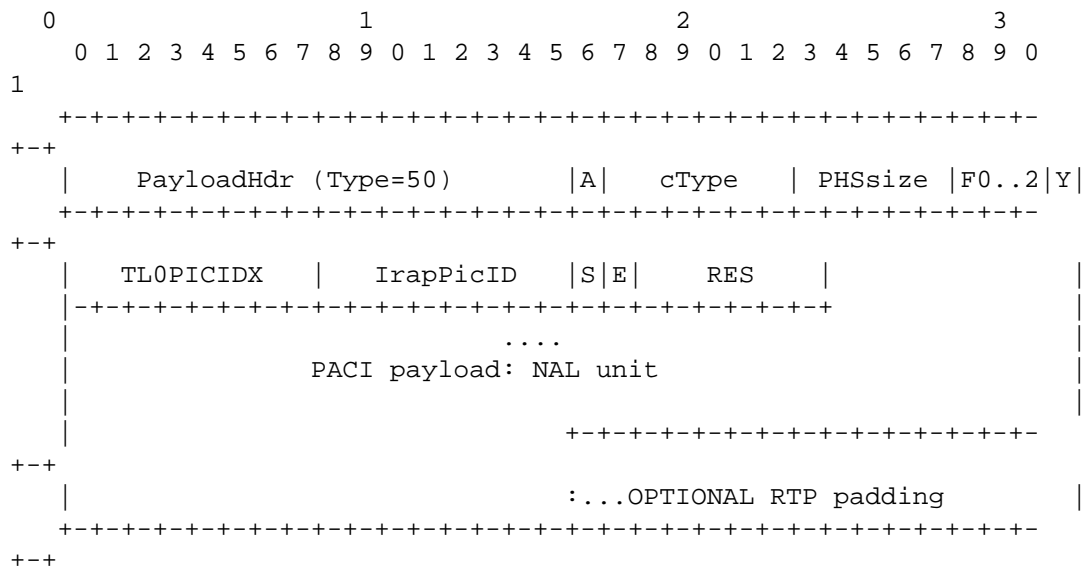 0                   1                   2                   3
     0 1 2 3 4 5 6 7 8 9 0 1 2 3 4 5 6 7 8 9 0 1 2 3 4 5 6 7 8 9 0
1
    +-+-+-+-+-+-+-+-+-+-+-+-+-+-+-+-+-+-+-+-+-+-+-+-+-+-+-+-+-+-+-
+-+
    |    PayloadHdr (Type=50)       |A|   cType   | PHSsize |F0..2|Y|
    +-+-+-+-+-+-+-+-+-+-+-+-+-+-+-+-+-+-+-+-+-+-+-+-+-+-+-+-+-+-+-
+-+
    |   TL0PICIDX   |   IrapPicID   |S|E|    RES    |               |
    |-+-+-+-+-+-+-+-+-+-+-+-+-+-+-+-+-+-+-+-+-+-+-+-+               |
    |                           ....                                |
    |               PACI payload: NAL unit                          |
    |                                                               |
    |                               +-+-+-+-+-+-+-+-+-+-+-+-+-+-+-
+-+
    |                               :...OPTIONAL RTP padding        |
    +-+-+-+-+-+-+-+-+-+-+-+-+-+-+-+-+-+-+-+-+-+-+-+-+-+-+-+-+-+-+-
+-+